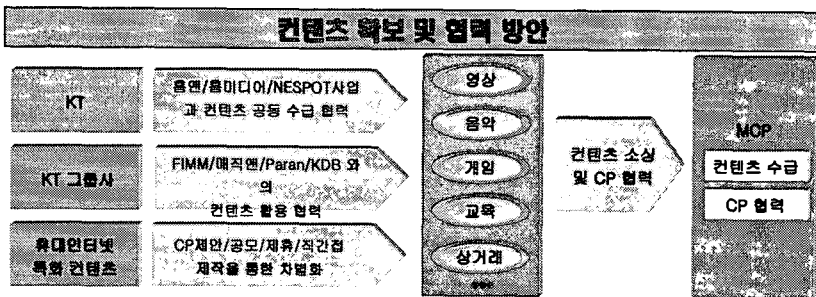 컨텐츠 확보 및 협력 방안
KT
홈앤/홈미디어/NESPOT사업
과 컨텐츠 공동 수급 협력
KT 그룹사
FIMM/매직앤/Paran/KDB 와
의
컨텐츠 활용 협력
휴대인터넷
특화 컨텐츠
CP제안/공모/제휴/직간접
제작을 통한 차별화
영상
음악
게임
교육
상거래
컨텐츠 소싱
및 CP 협력
MCP
컨텐츠 수급
CP 협력